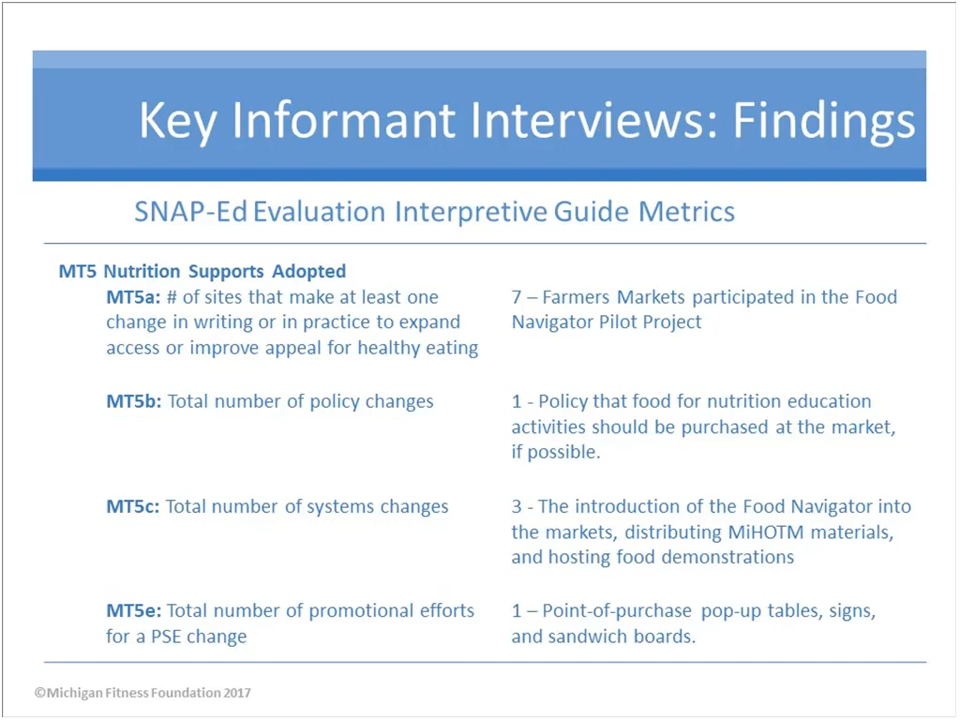 Key Informant Interviews: Findings
SNAP-Ed Evaluation Interpretive Guide Metrics
MT5 Nutrition Supports Adopted
MT5a: # of sites that make at least one
change in writing or in practice to expand
access or improve appeal for healthy eating
7 – Farmers Markets participated in the Food
Navigator Pilot Project
MT5b: Total number of policy changes
1 - Policy that food for nutrition education
activities should be purchased at the market,
if possible.
MT5c: Total number of systems changes
3 - The introduction of the Food Navigator into
the markets, distributing MiHOTM materials,
and hosting food demonstrations
MT5e: Total number of promotional efforts
for a PSE change
1 – Point-of-purchase pop-up tables, signs,
and sandwich boards.
©Michigan Fitness Foundation 2017